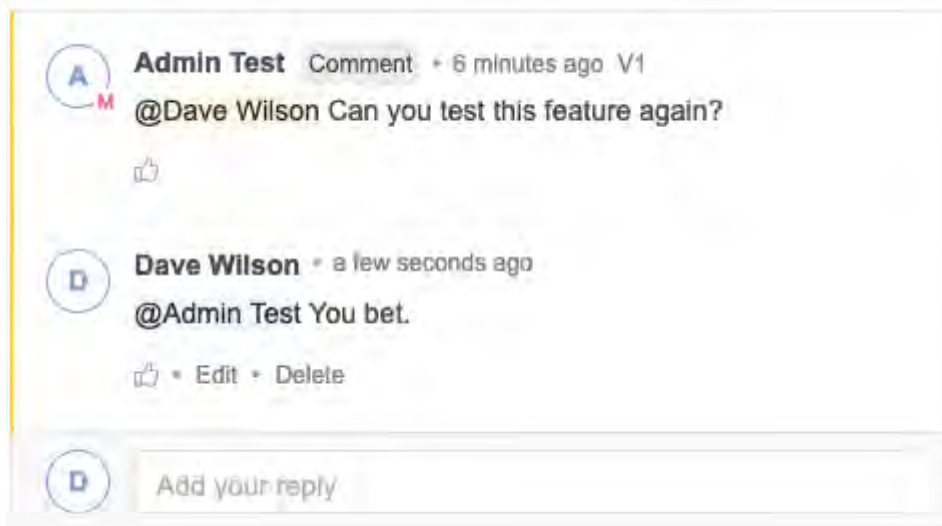 A
M
Admin Test Comment • 6 minutes ago V1
@Dave Wilson Can you test this feature again?
D
Dave Wilson • a few seconds ago
@Admin Test You bet.
• Edit • Delete
D
Add your reply